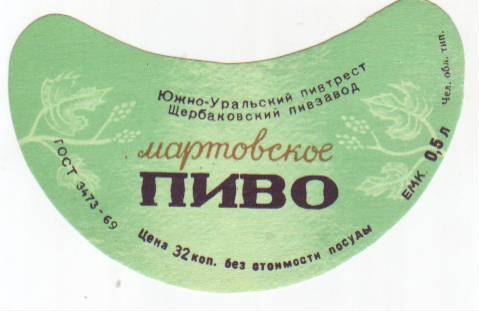 Южно-Уральский пивтрест
Щербаковский пивзавод
мартовское
ПИВО
ГОСТ 3473-69
Цена 32 коп. без стоимости посуды
ЕМК. 0,5 л
Чел. обл. тип.